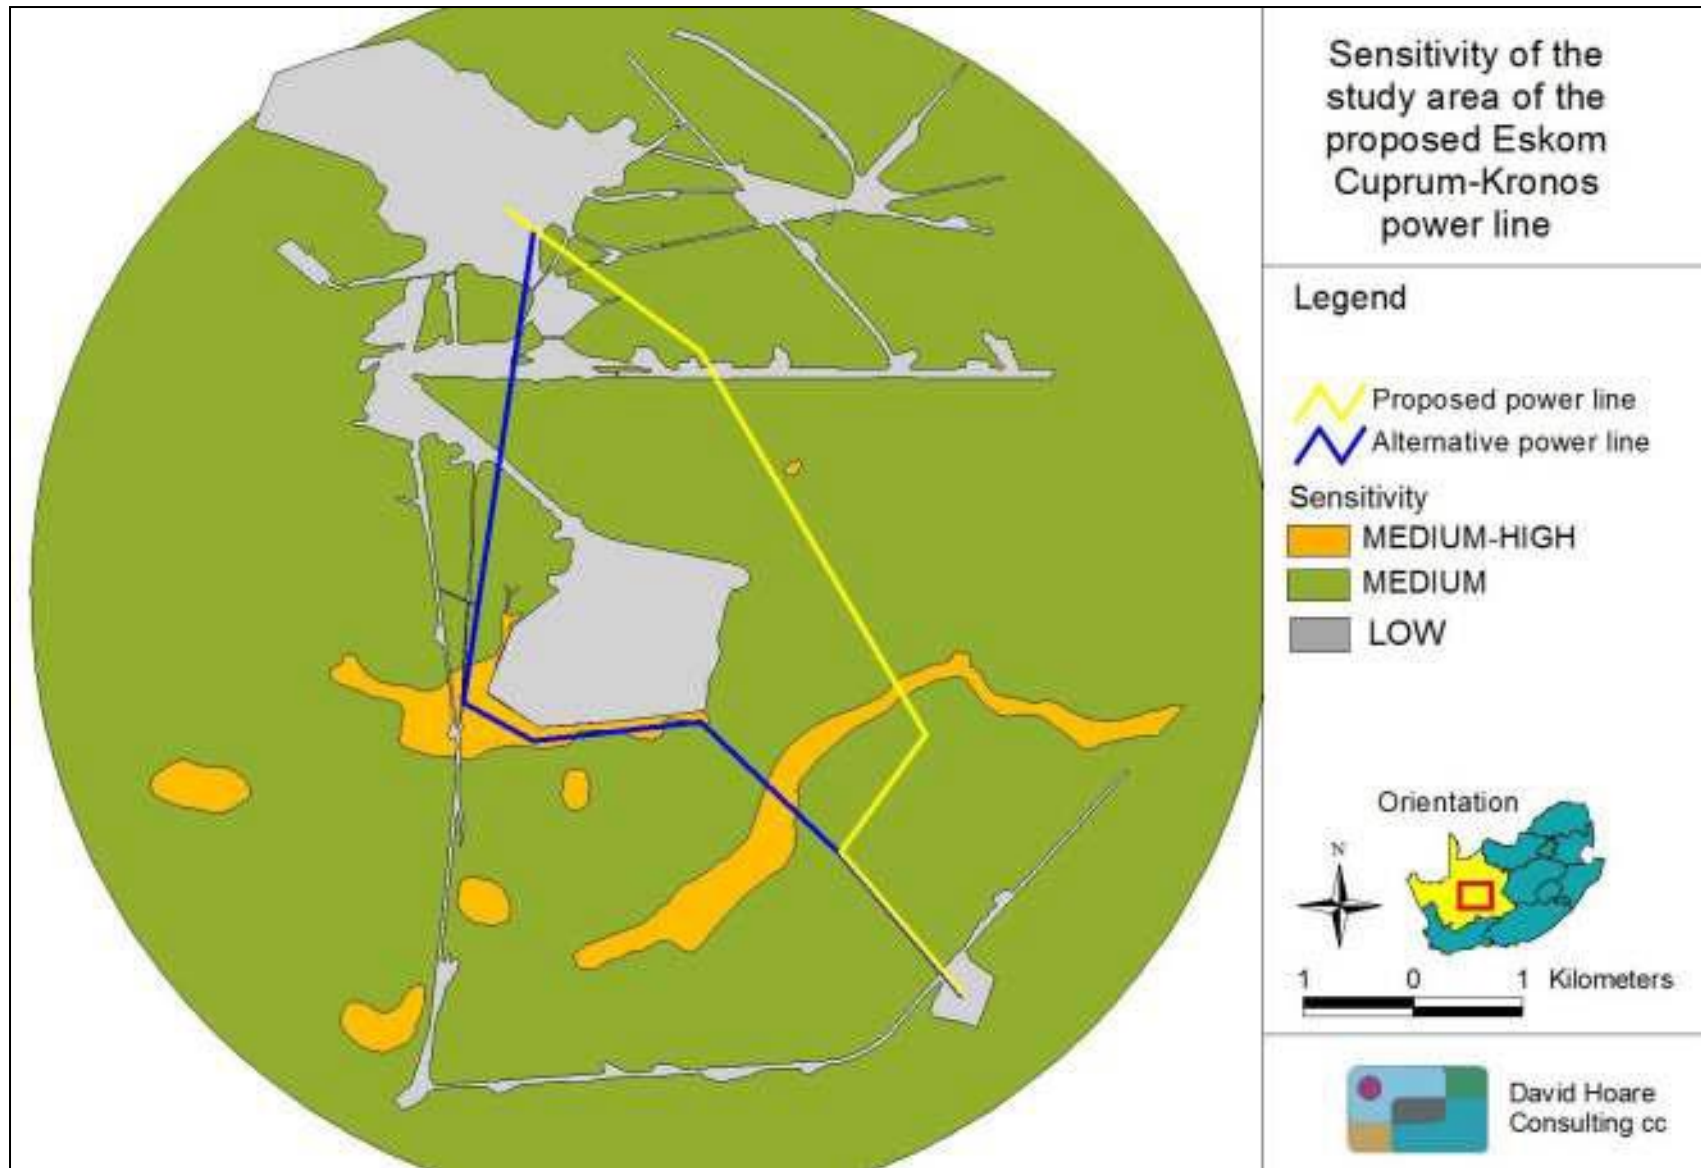 Sensitivity of the
study area of the
proposed Eskom
Cuprum-Kronos
power line
Legend
Proposed power line
Alternative power line
Sensitivity
MEDIUM-HIGH
MEDIUM
LOW
Orientation
N
1 0 1 Kilometers
David Hoare
Consulting cc